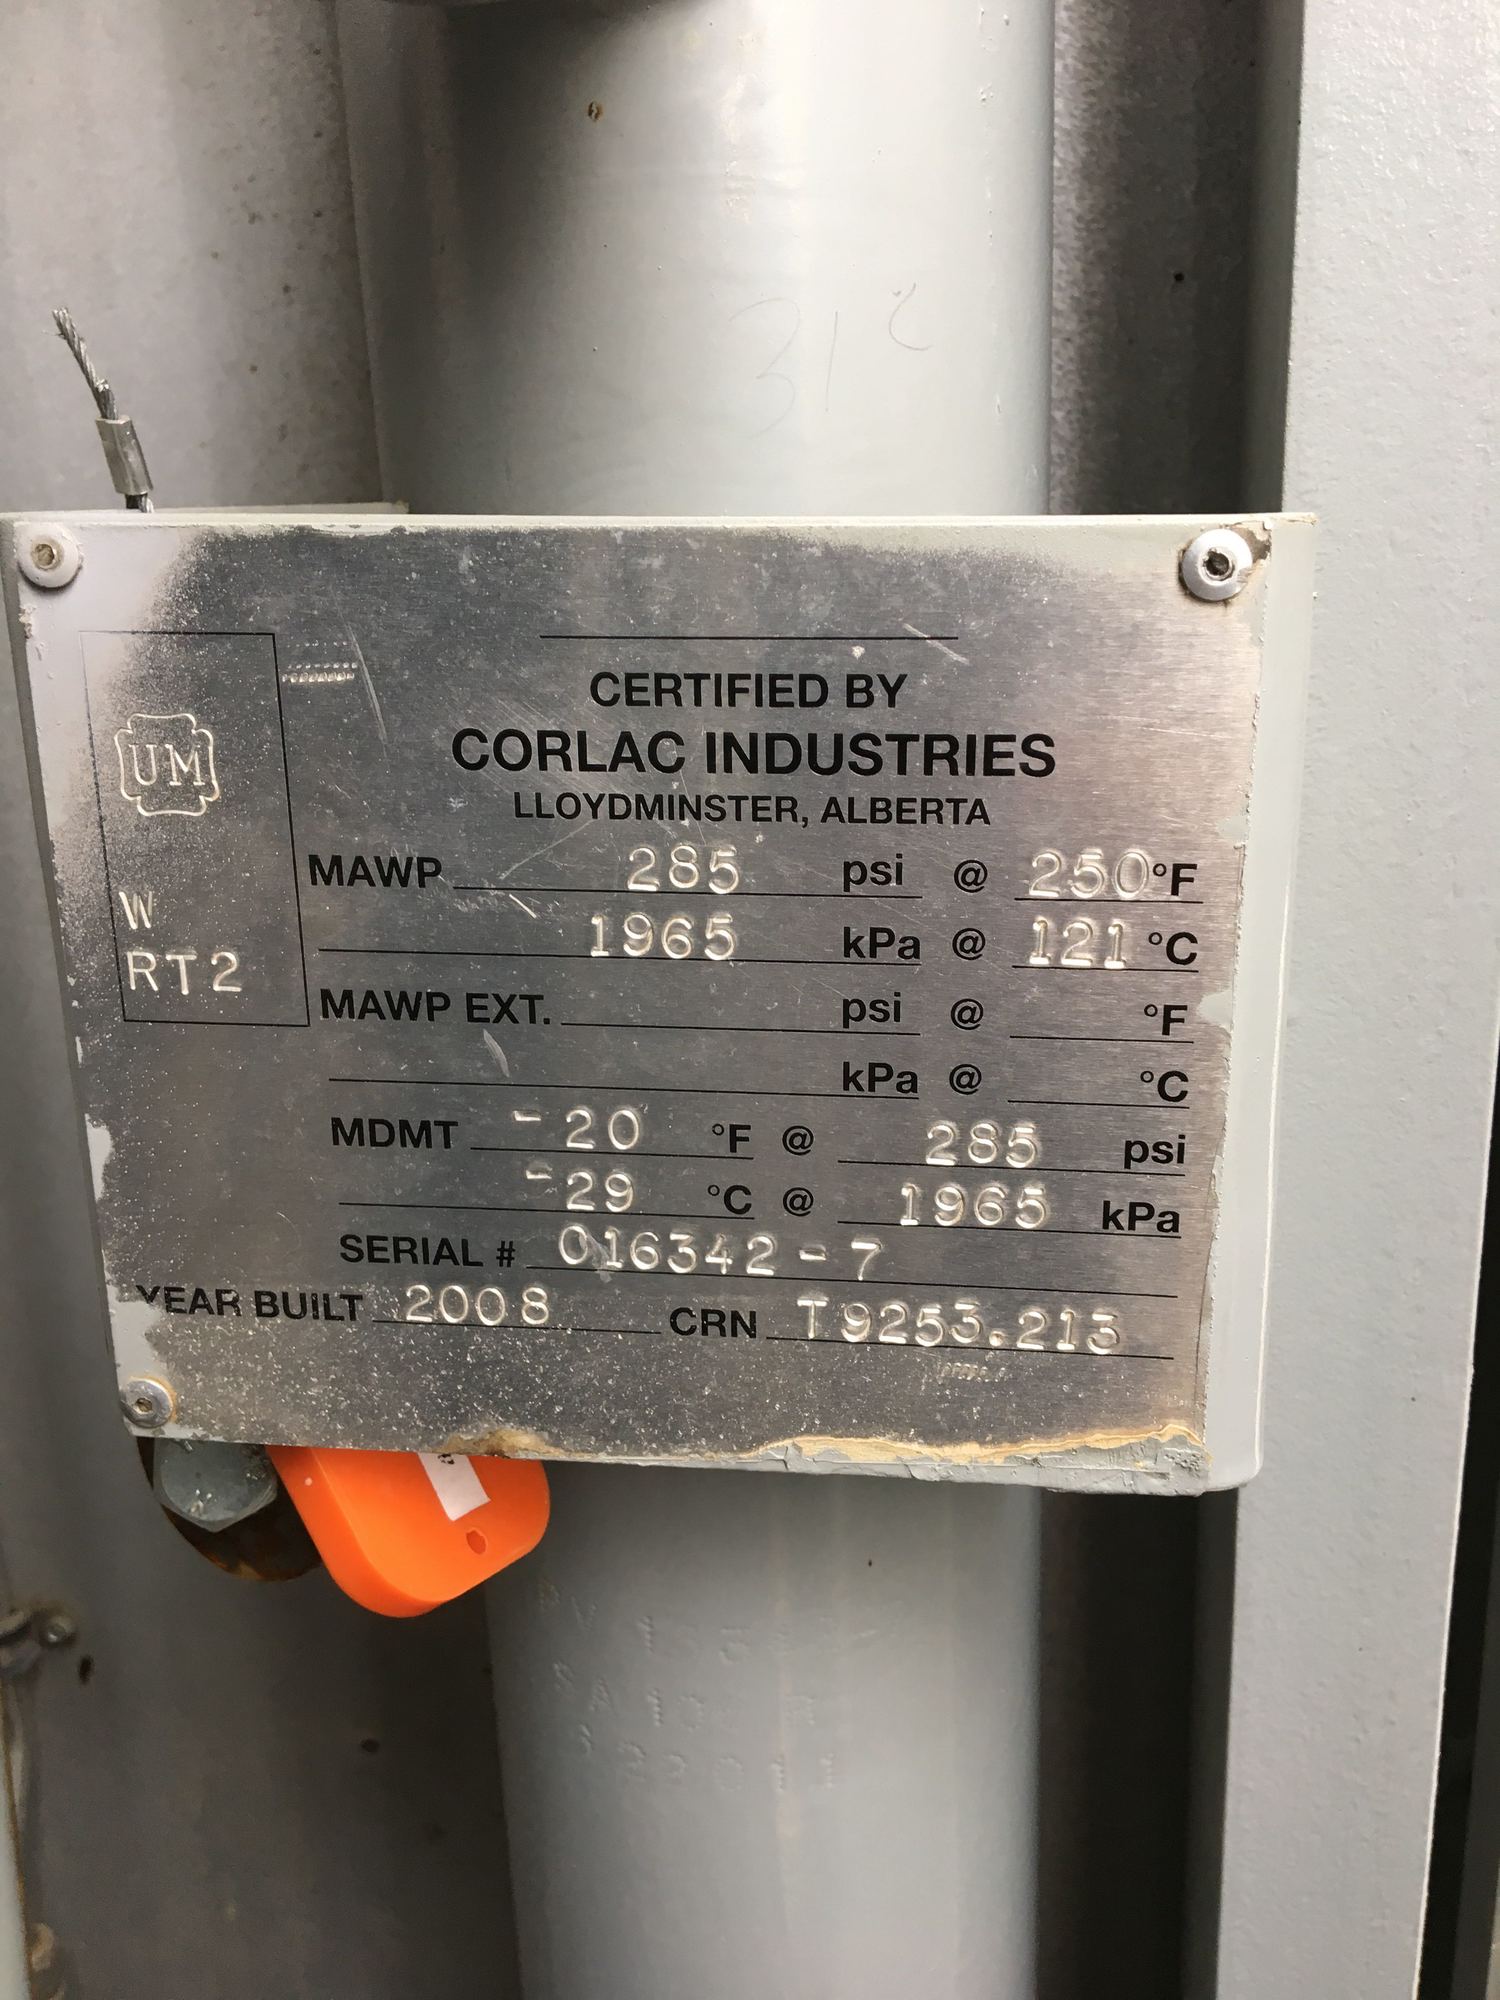 31
CERTIFIED BY
CORLAC INDUSTRIES
LLOYDMINSTER, ALBERTA
UM
W
RT2
MAWP 285 psi @ 250°F
1965 kPa @ 121°C
MAWP EXT. psi @ °F
kPa @ °C
MDMT -20 °F @ 285 psi
-29 °C @ 1965 kPa
SERIAL # 016342-7
YEAR BUILT 2008 CRN T9253.213